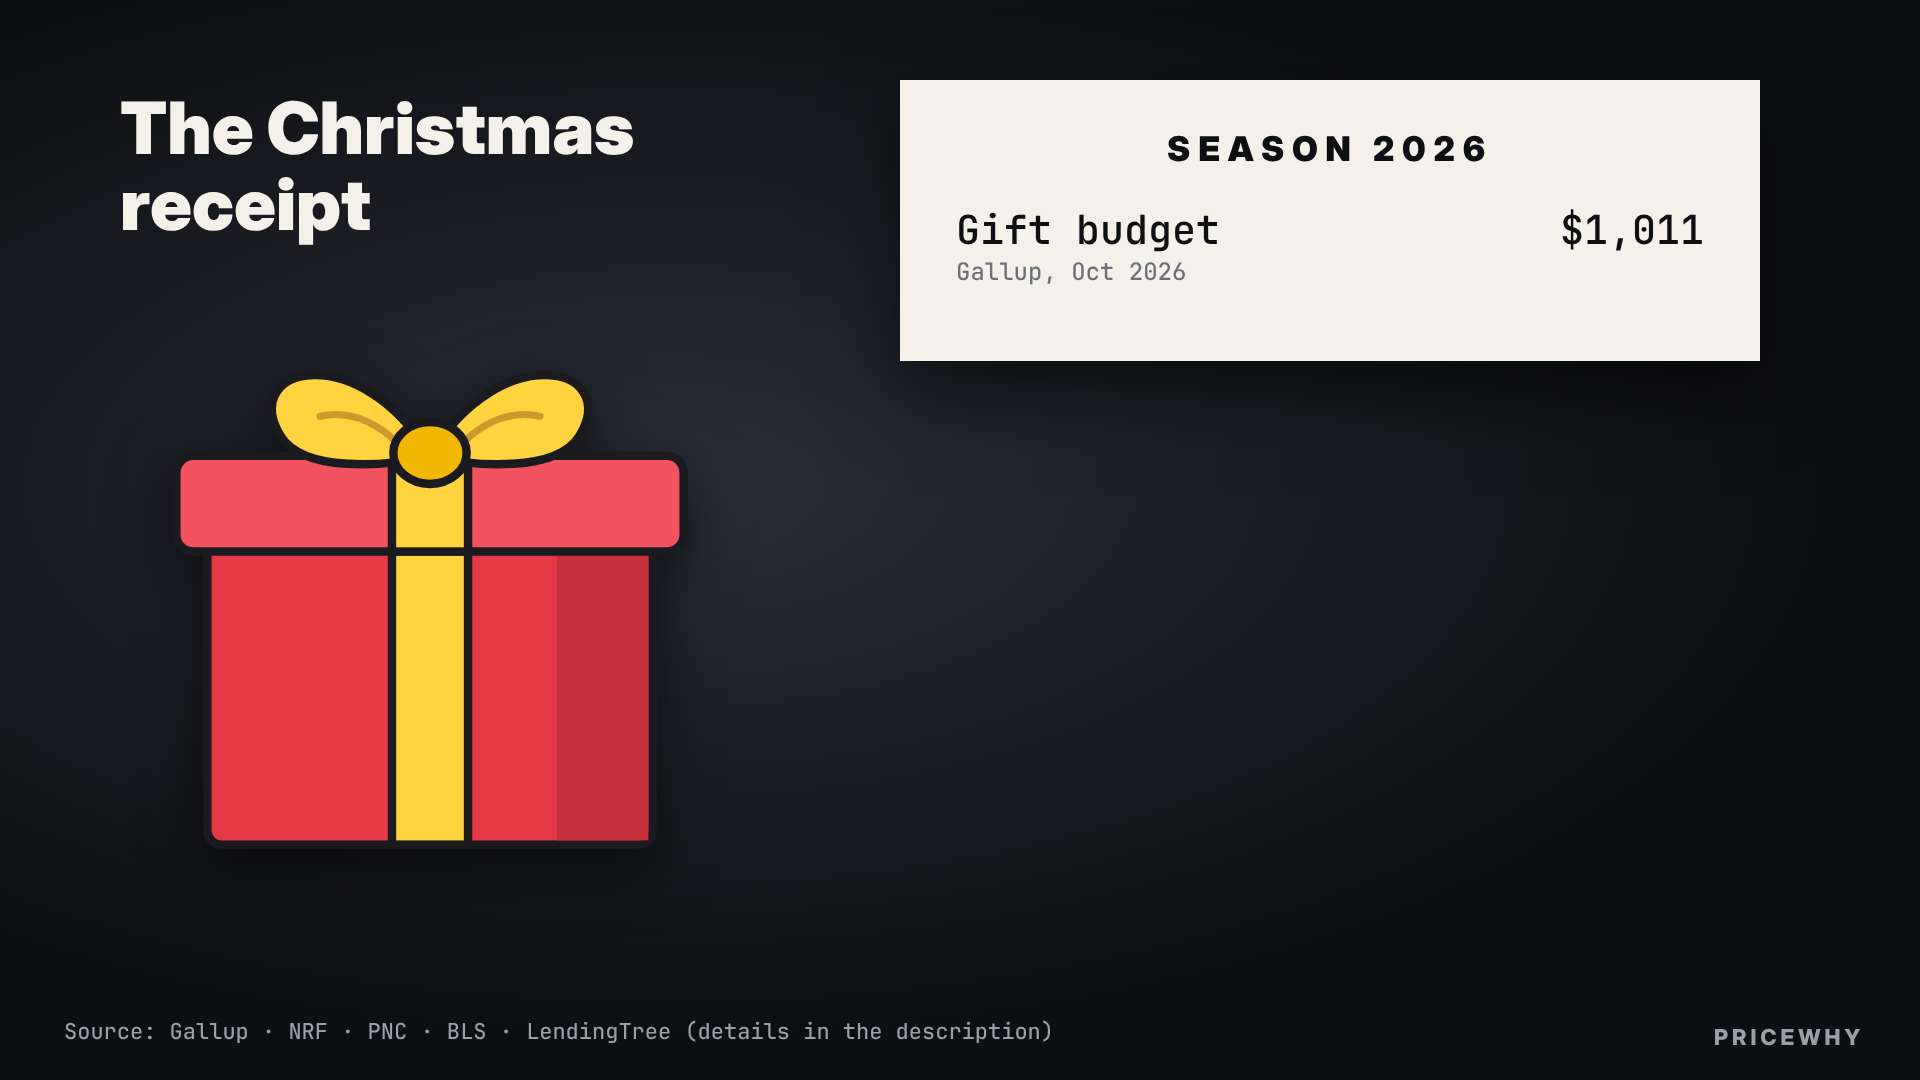 The Christmas
receipt
SEASON 2026
Gift budget $1,011
Gallup, Oct 2026
Source: Gallup · NRF · PNC · BLS · LendingTree (details in the description)
PRICEWHY